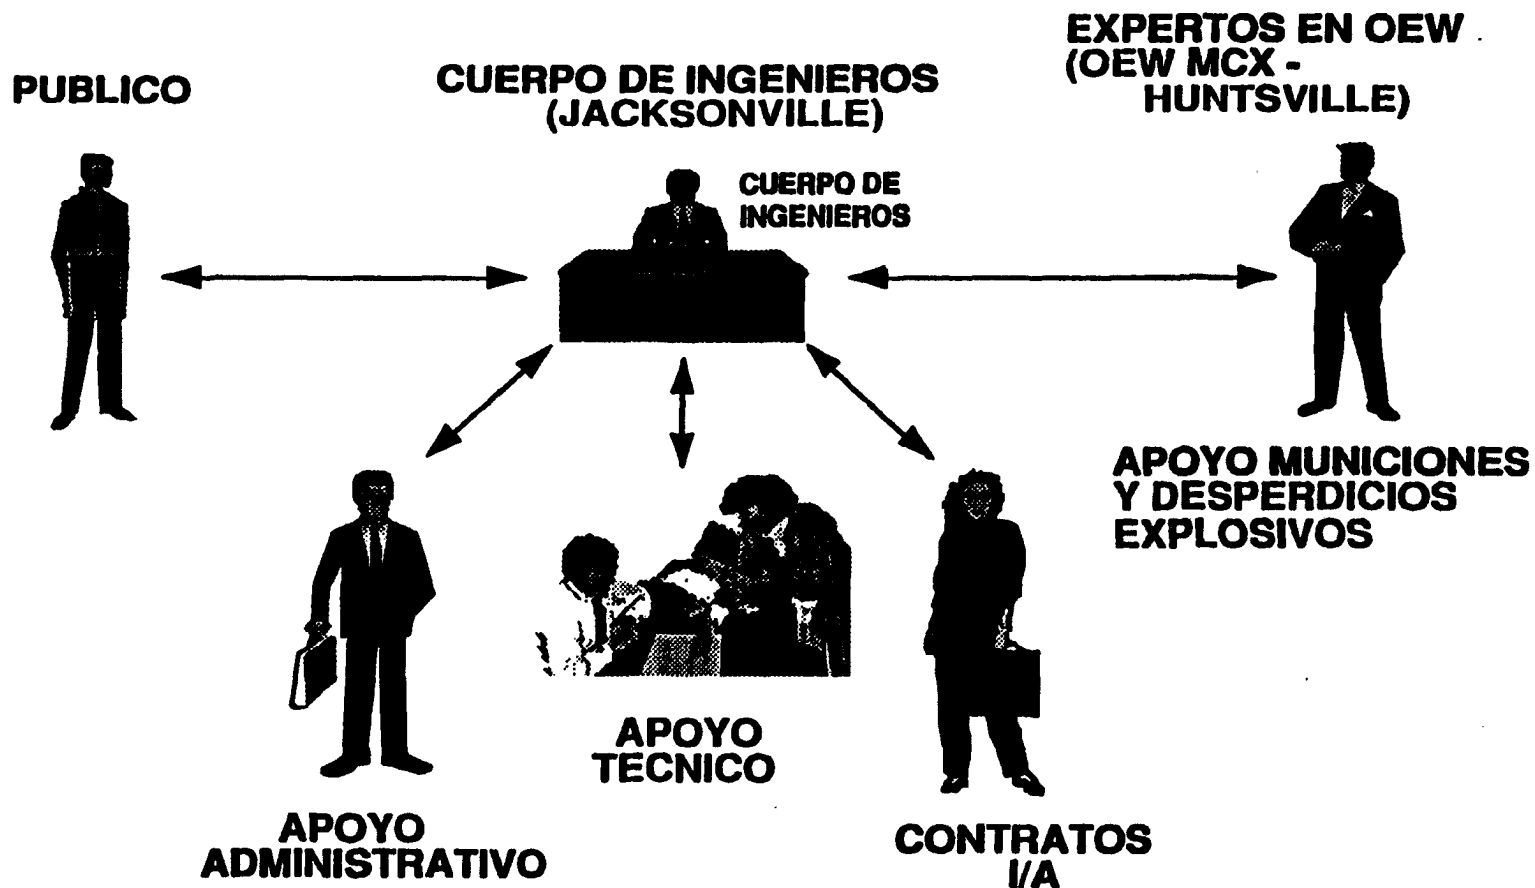 PUBLICO
CUERPO DE INGENIEROS
(JACKSONVILLE)
EXPERTOS EN OEW
(OEW MCX -
HUNTSVILLE)
CUERPO DE
INGENIEROS
APOYO MUNICIONES
Y DESPERDICIOS
EXPLOSIVOS
APOYO
ADMINISTRATIVO
APOYO
TECNICO
CONTRATOS
I/A